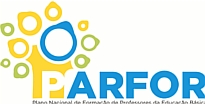 PARFOR
Plano Nacional de Formação de Professores da Educação Básica